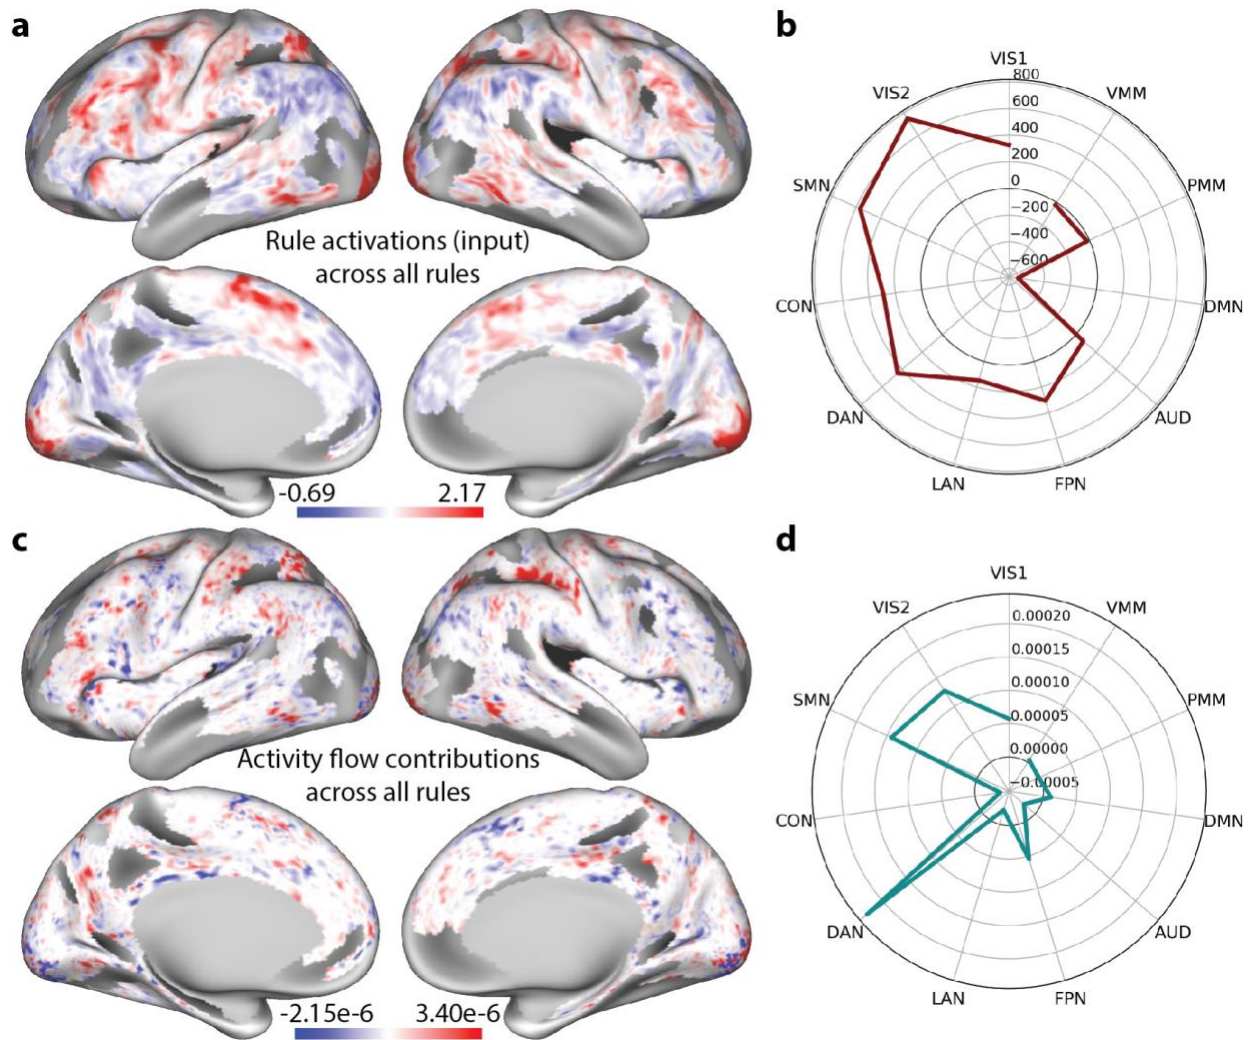 a
Rule activations (input)
across all rules
-0.69 2.17
b
VIS1
VMM
PMM
DMN
AUD
FPN
LAN
DAN
CON
SMN
VIS2
800
600
400
200
0
−200
−400
−600
c
Activity flow contributions
across all rules
-2.15e-6 3.40e-6
d
VIS1
VMM
PMM
DMN
AUD
FPN
LAN
DAN
CON
SMN
VIS2
0.00020
0.00015
0.00010
0.00005
0.00000
−0.00005